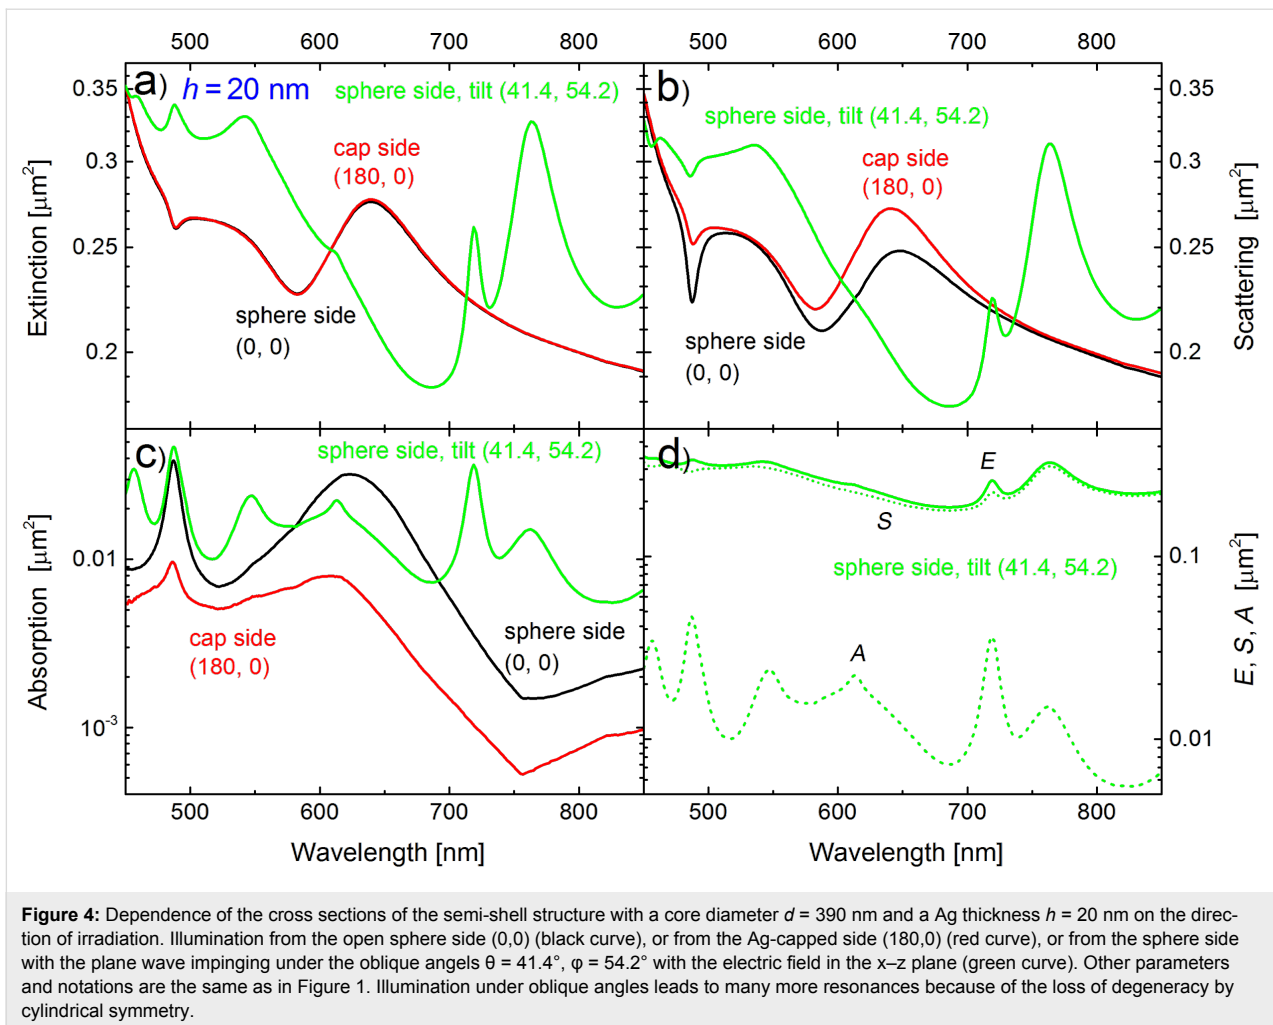 500 600 700 800 500 600 700 800
a) h = 20 nm
sphere side, tilt (41.4, 54.2)
cap side
(180, 0)
sphere side
(0, 0)
0.35
0.3
0.25
0.2
Extinction [μm²]
b)
sphere side, tilt (41.4, 54.2)
cap side
(180, 0)
sphere side
(0, 0)
0.35
0.3
0.25
0.2
Scattering [μm²]
c)
sphere side, tilt (41.4, 54.2)
cap side
(180, 0)
sphere side
(0, 0)
0.01
10⁻³
Absorption [μm²]
d)
E
S
sphere side, tilt (41.4, 54.2)
A
0.1
0.01
E, S, A [μm²]
500 600 700 800 500 600 700 800
Wavelength [nm] Wavelength [nm]
Figure 4: Dependence of the cross sections of the semi-shell structure with a core diameter d = 390 nm and a Ag thickness h = 20 nm on the direc-
tion of irradiation. Illumination from the open sphere side (0,0) (black curve), or from the Ag-capped side (180,0) (red curve), or from the sphere side
with the plane wave impinging under the oblique angels θ = 41.4°, φ = 54.2° with the electric field in the x–z plane (green curve). Other parameters
and notations are the same as in Figure 1. Illumination under oblique angles leads to many more resonances because of the loss of degeneracy by
cylindrical symmetry.